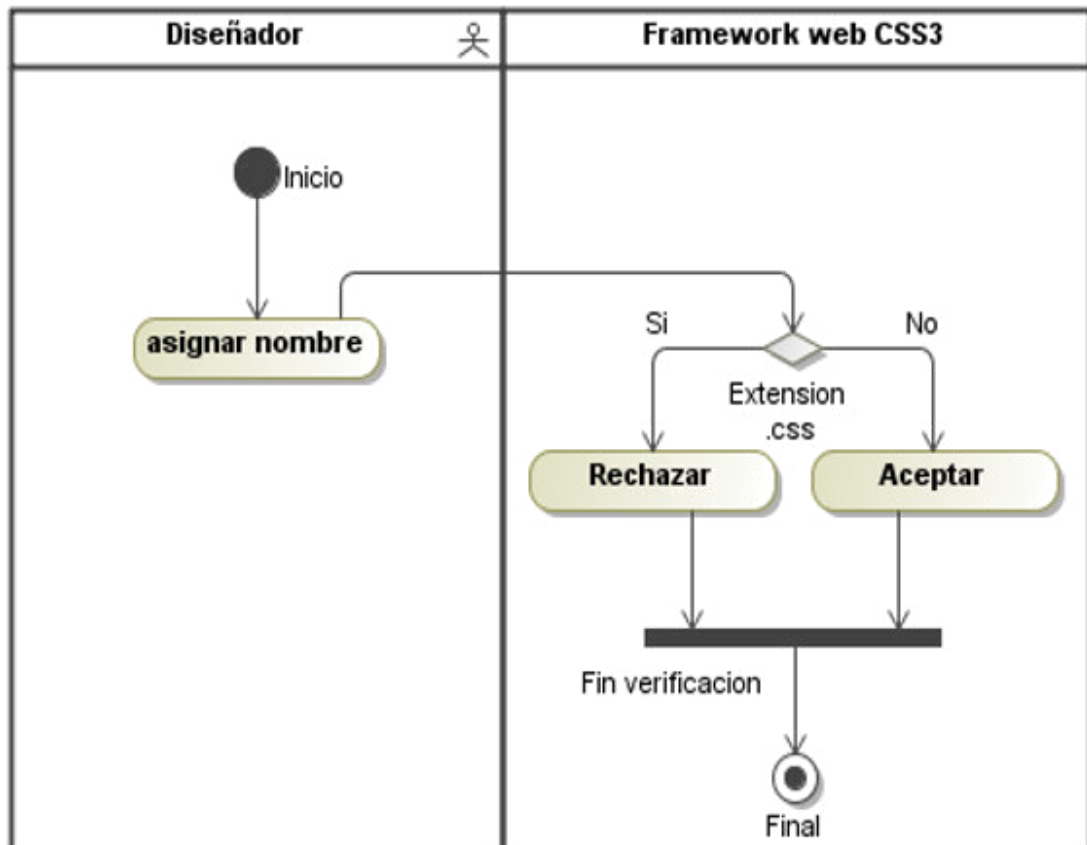 Diseñador
Framework web CSS3
Inicio
asignar nombre
Si
No
Extension
.css
Rechazar
Aceptar
Fin verificacion
Final